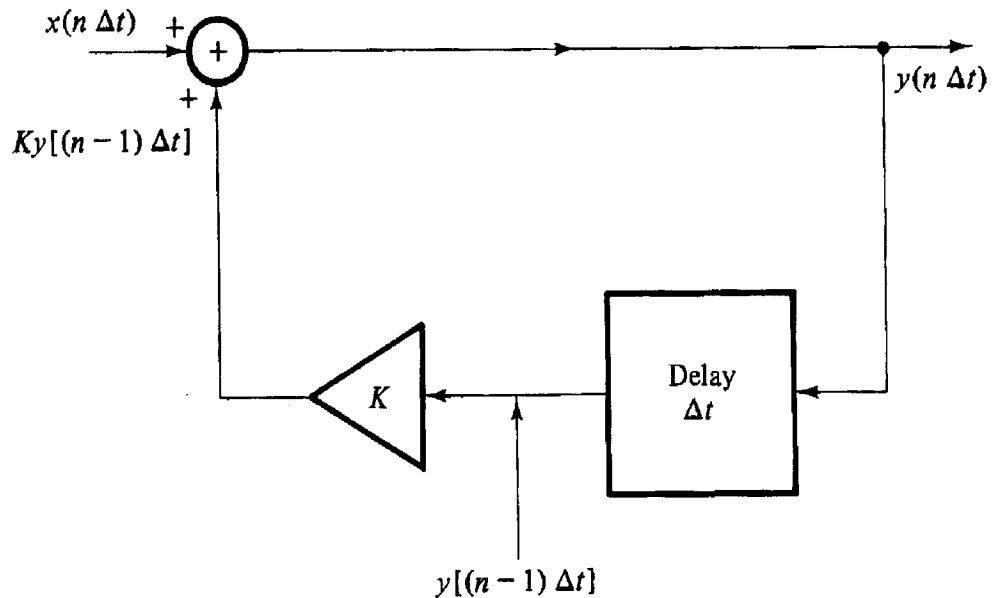 x(n Δt)
+
+
y(n Δt)
+
Ky[(n − 1) Δt]
Delay
Δt
K
y[(n − 1) Δt]